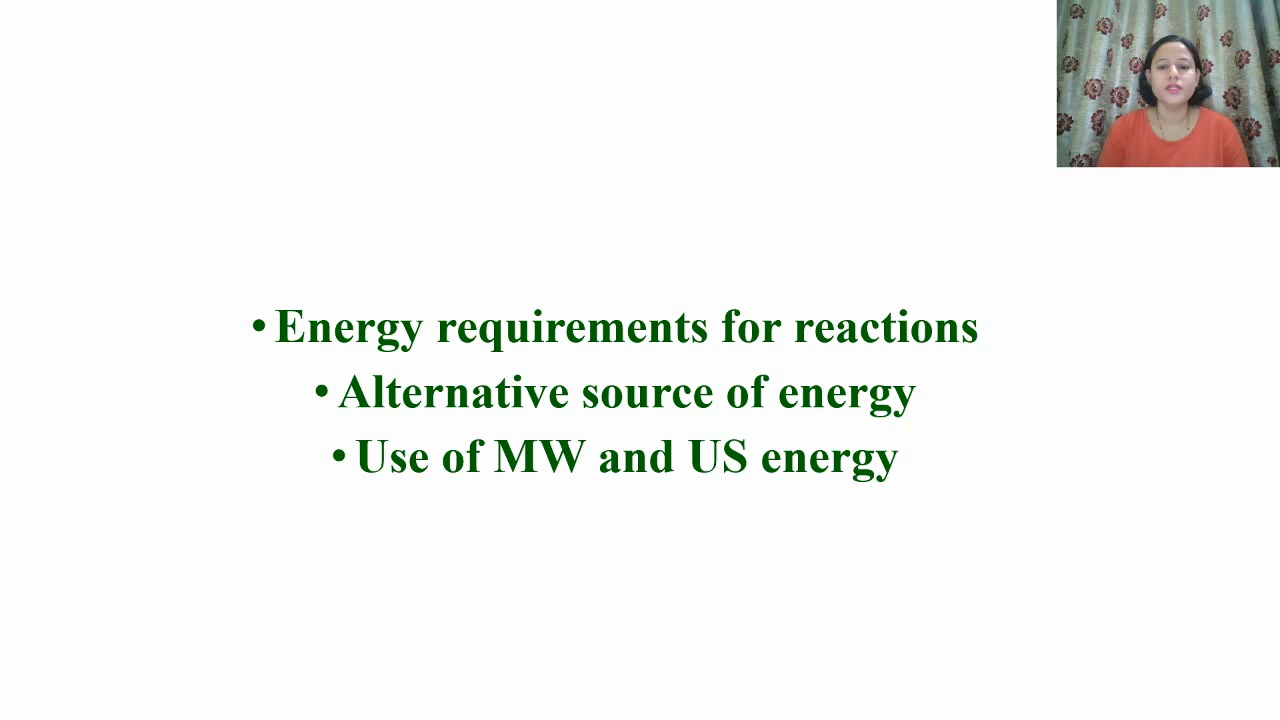 • Energy requirements for reactions
• Alternative source of energy
• Use of MW and US energy